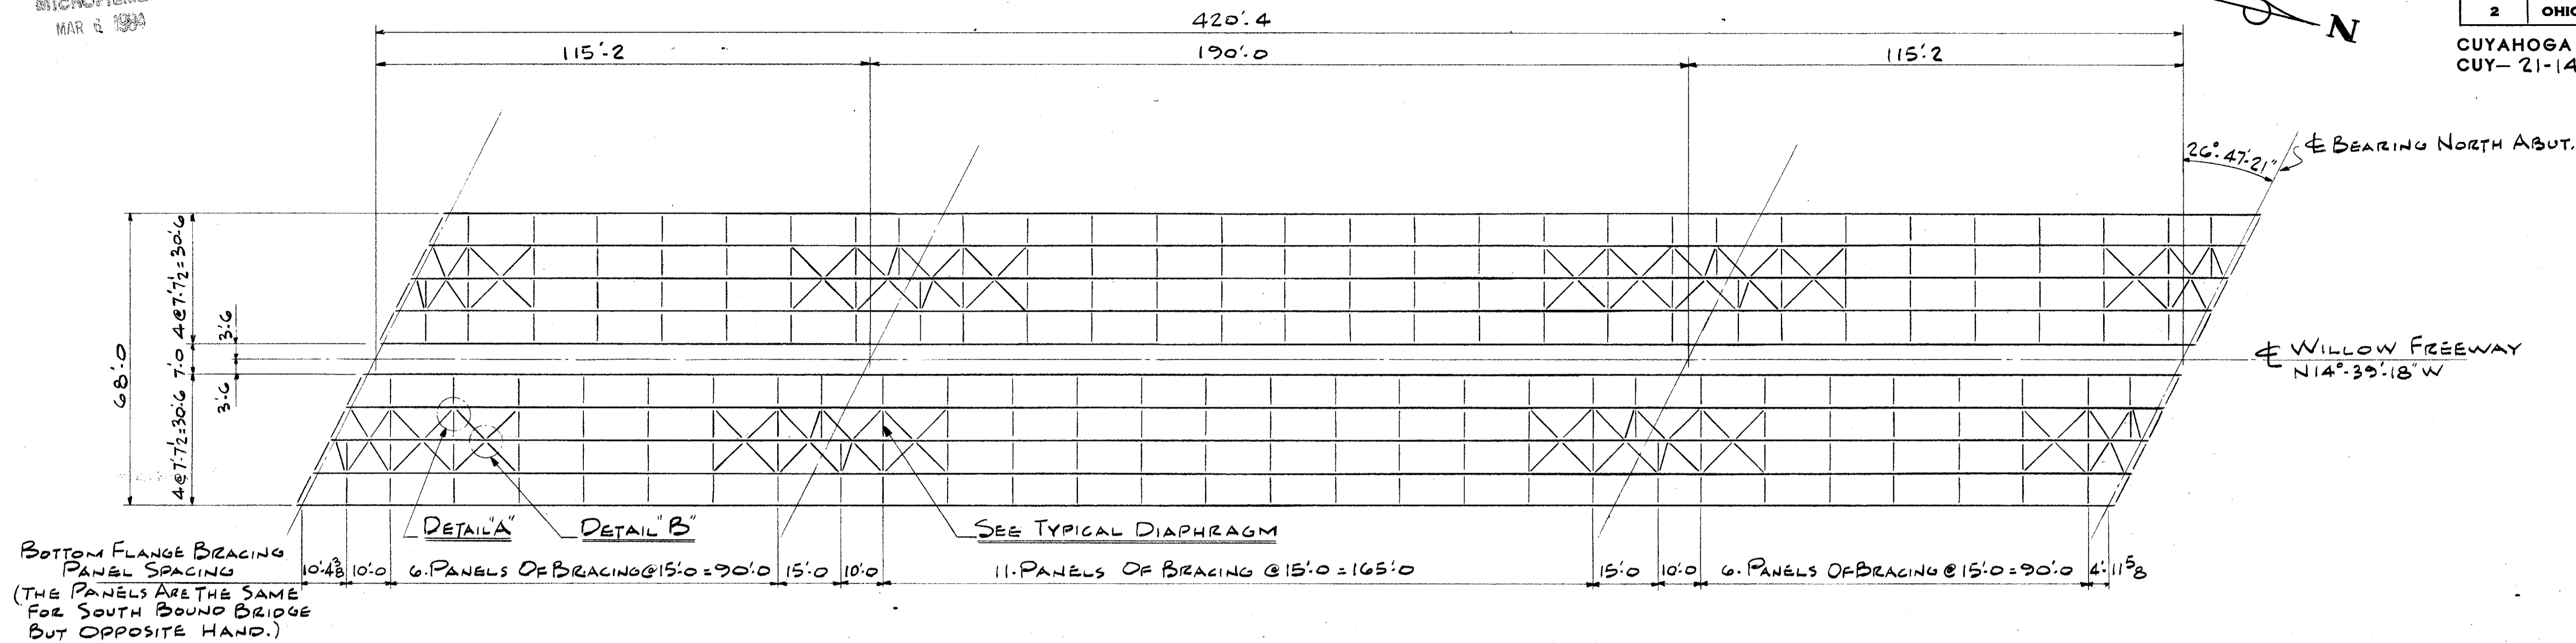 MAR 6 1984
420'-4
115'-2
190'-0
115'-2
N
2 OHIO
CUYAHOGA
CUY- 21-14
26°-47'-21"
℄ BEARING NORTH ABUT.
68'-0
4@7'-7½=30'-6
7'-0
4@7'-7½=30'-6
3'-6
3'-6
℄ WILLOW FREEWAY
N14°-39'-18"W
DETAIL "A"
DETAIL "B"
SEE TYPICAL DIAPHRAGM
BOTTOM FLANGE BRACING
PANEL SPACING
(THE PANELS ARE THE SAME
FOR SOUTH BOUND BRIDGE
BUT OPPOSITE HAND.)
10'-4⅜
10'-0
6-PANELS OF BRACING @ 15'-0 = 90'-0
15'-0
10'-0
11-PANELS OF BRACING @ 15'-0 = 165'-0
15'-0
10'-0
6-PANELS OF BRACING @ 15'-0 = 90'-0
4'-11⅝